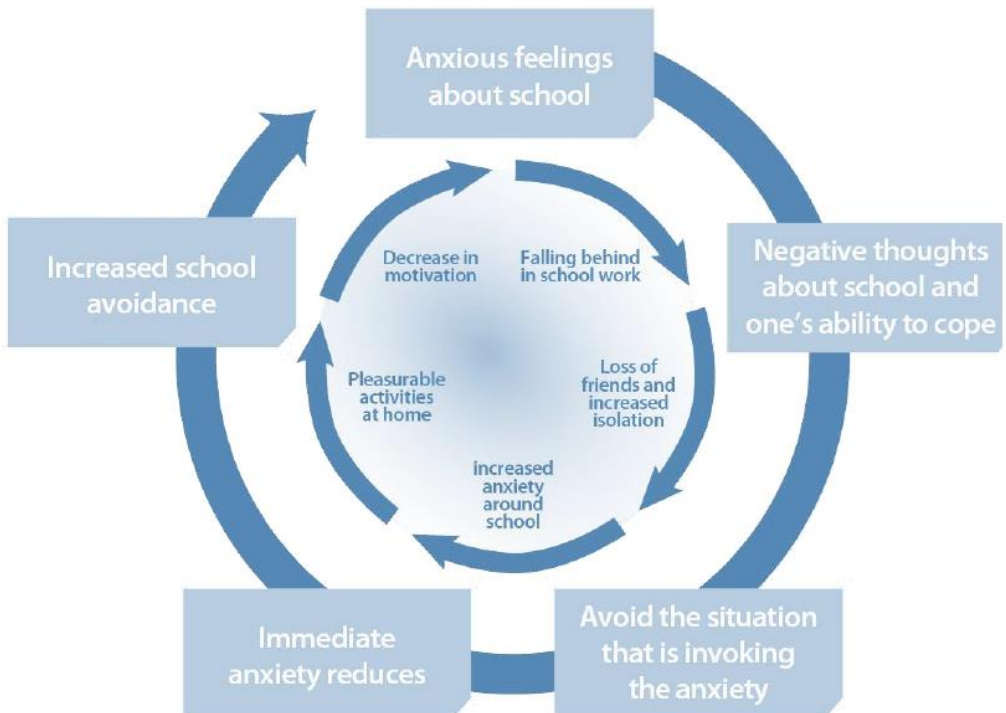 Anxious feelings
about school
Negative thoughts
about school and
one's ability to cope
Avoid the situation
that is invoking
the anxiety
Immediate
anxiety reduces
Increased school
avoidance
Falling behind
in school work
Loss of
friends and
increased
isolation
increased
anxiety
around
school
Pleasurable
activities
at home
Decrease in
motivation